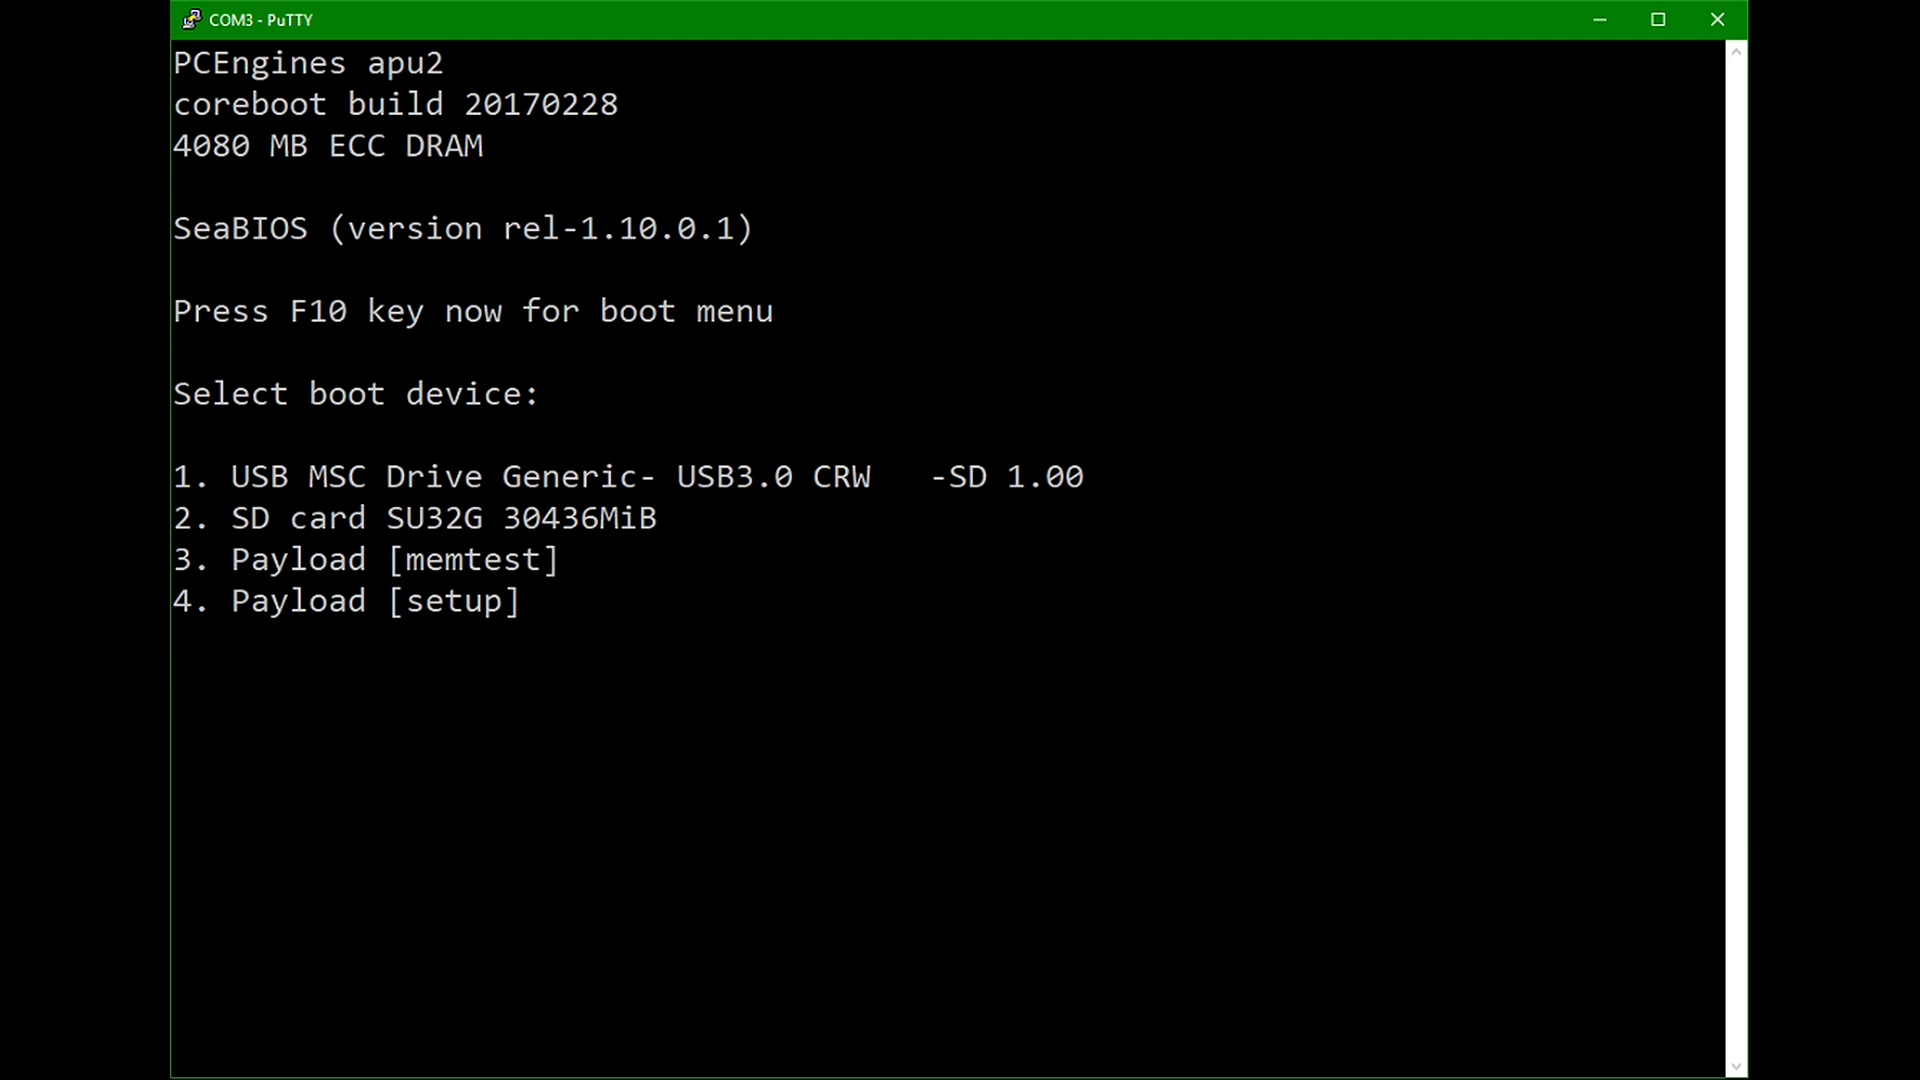 COM3 - PuTTY
PCEngines apu2
coreboot build 20170228
4080 MB ECC DRAM
SeaBIOS (version rel-1.10.0.1)
Press F10 key now for boot menu
Select boot device:
1. USB MSC Drive Generic- USB3.0 CRW   -SD 1.00
2. SD card SU32G 30436MiB
3. Payload [memtest]
4. Payload [setup]